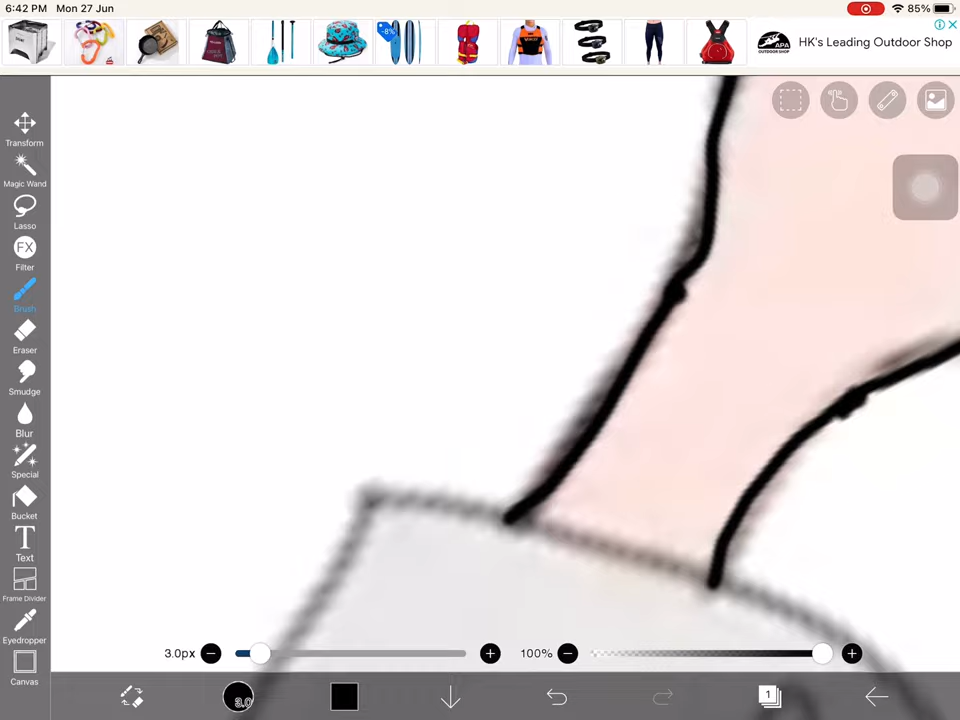 6:42 PM Mon 27 Jun
85%
-8%
HK's Leading Outdoor Shop
Transform
Magic Wand
Lasso
FX
Filter
Brush
Eraser
Smudge
Blur
Special
Bucket
T
Text
Frame Divider
Eyedropper
Canvas
3.0px
100%
3.0
1